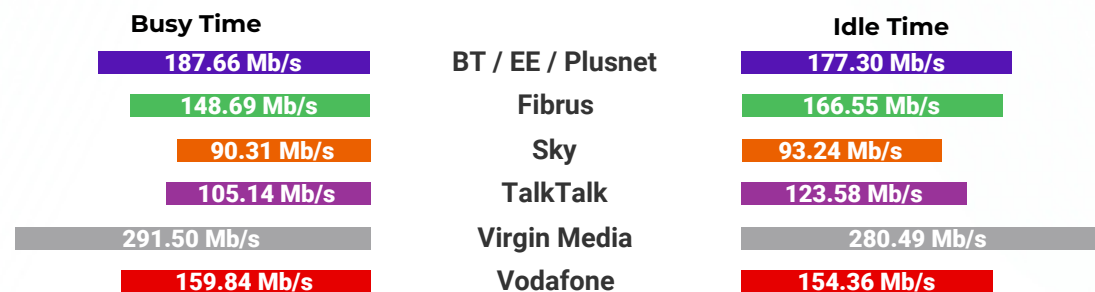 Busy Time
Idle Time
187.66 Mb/s BT / EE / Plusnet 177.30 Mb/s
148.69 Mb/s Fibrus 166.55 Mb/s
90.31 Mb/s Sky 93.24 Mb/s
105.14 Mb/s TalkTalk 123.58 Mb/s
291.50 Mb/s Virgin Media 280.49 Mb/s
159.84 Mb/s Vodafone 154.36 Mb/s